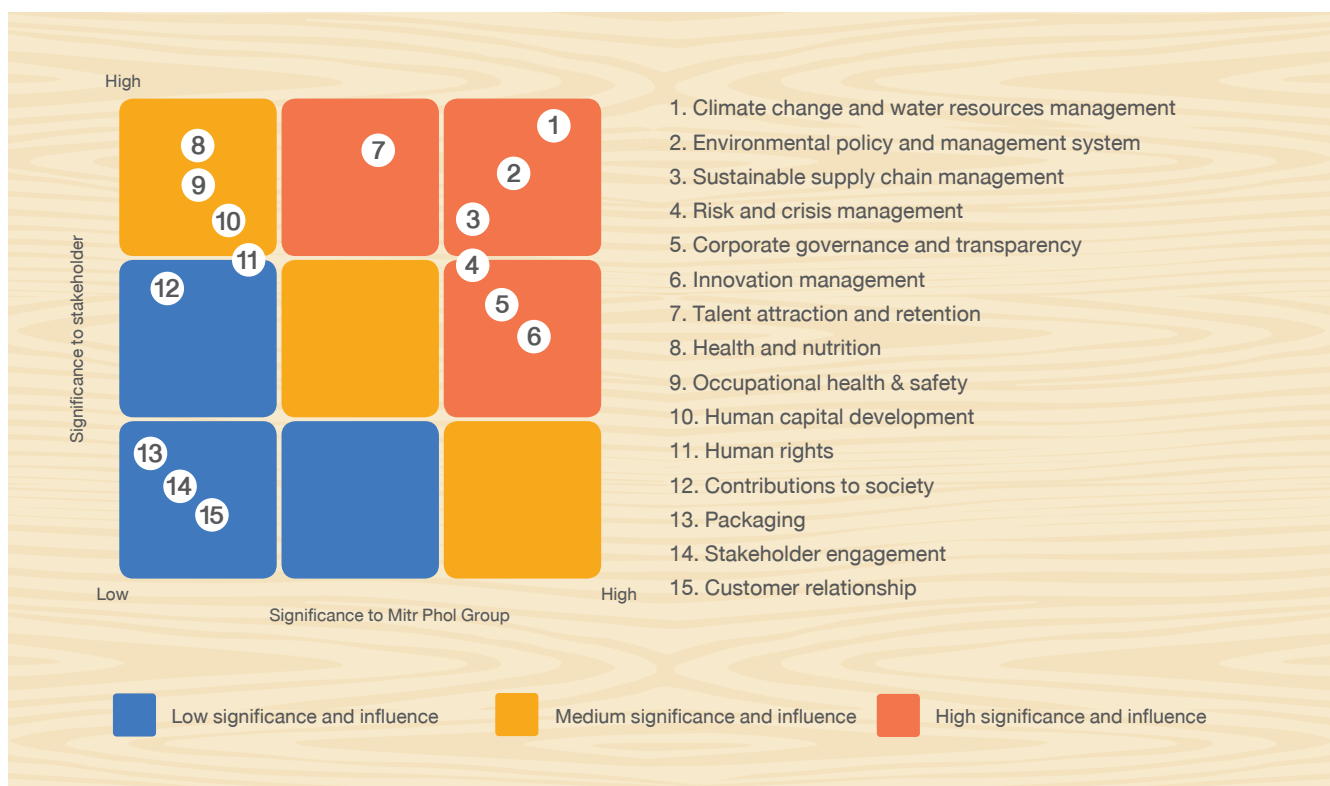 High
1
2
3
4
5
6
7
8
9
10
11
12
13
14
15
Significance to stakeholder
Low
High
Significance to Mitr Phol Group
1. Climate change and water resources management
2. Environmental policy and management system
3. Sustainable supply chain management
4. Risk and crisis management
5. Corporate governance and transparency
6. Innovation management
7. Talent attraction and retention
8. Health and nutrition
9. Occupational health & safety
10. Human capital development
11. Human rights
12. Contributions to society
13. Packaging
14. Stakeholder engagement
15. Customer relationship
Low significance and influence
Medium significance and influence
High significance and influence